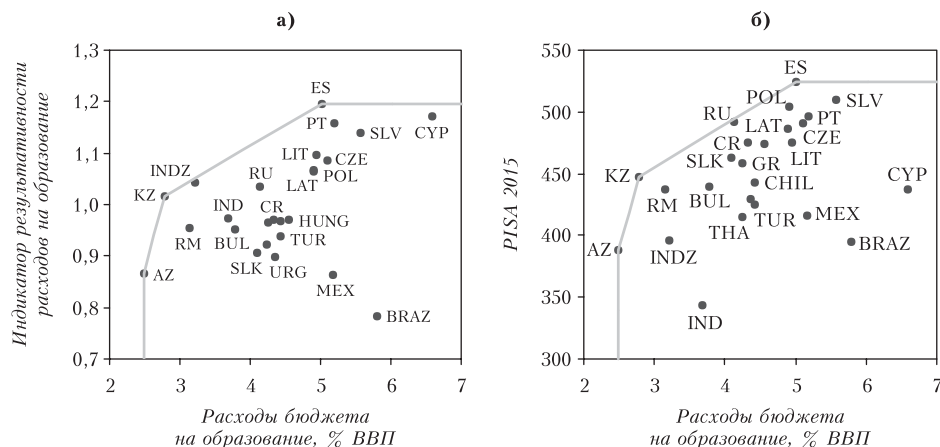 а)
Индикатор результативности
расходов на образование
1,3
1,2
1,1
1,0
0,9
0,8
0,7
ES
PT
SLV
CYP
LIT
CZE
POL
LAT
INDZ
KZ
RU
IND
CR
HUNG
RM
BUL
TUR
SLK
URG
AZ
MEX
BRAZ
2 3 4 5 6 7
Расходы бюджета
на образование, % ВВП
б)
PISA 2015
550
500
450
400
350
300
ES
POL
SLV
RU
PT
LAT
CZE
CR
LIT
SLK
GR
KZ
CHIL
CYP
RM
BUL
MEX
THA
TUR
AZ
INDZ
BRAZ
IND
2 3 4 5 6 7
Расходы бюджета
на образование, % ВВП